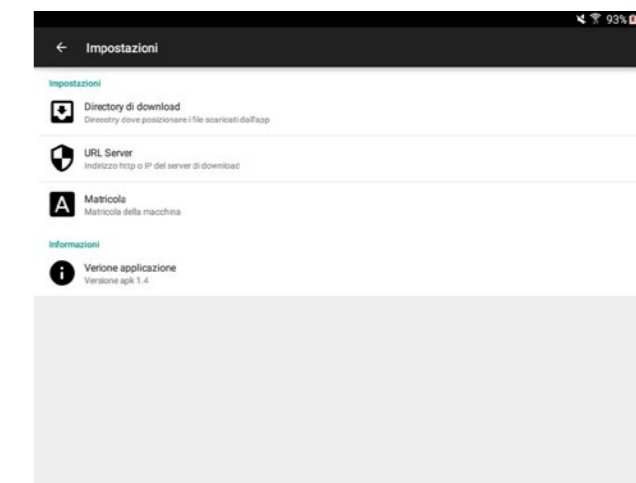 93%
Impostazioni
Impostazioni
Directory di download
Direcotry dove posizionare i file scaricati dall'app
URL Server
Indirizzo http o IP del server di download
Matricola
Matricola della macchina
Informazioni
Verione applicazione
Versione apk 1.4